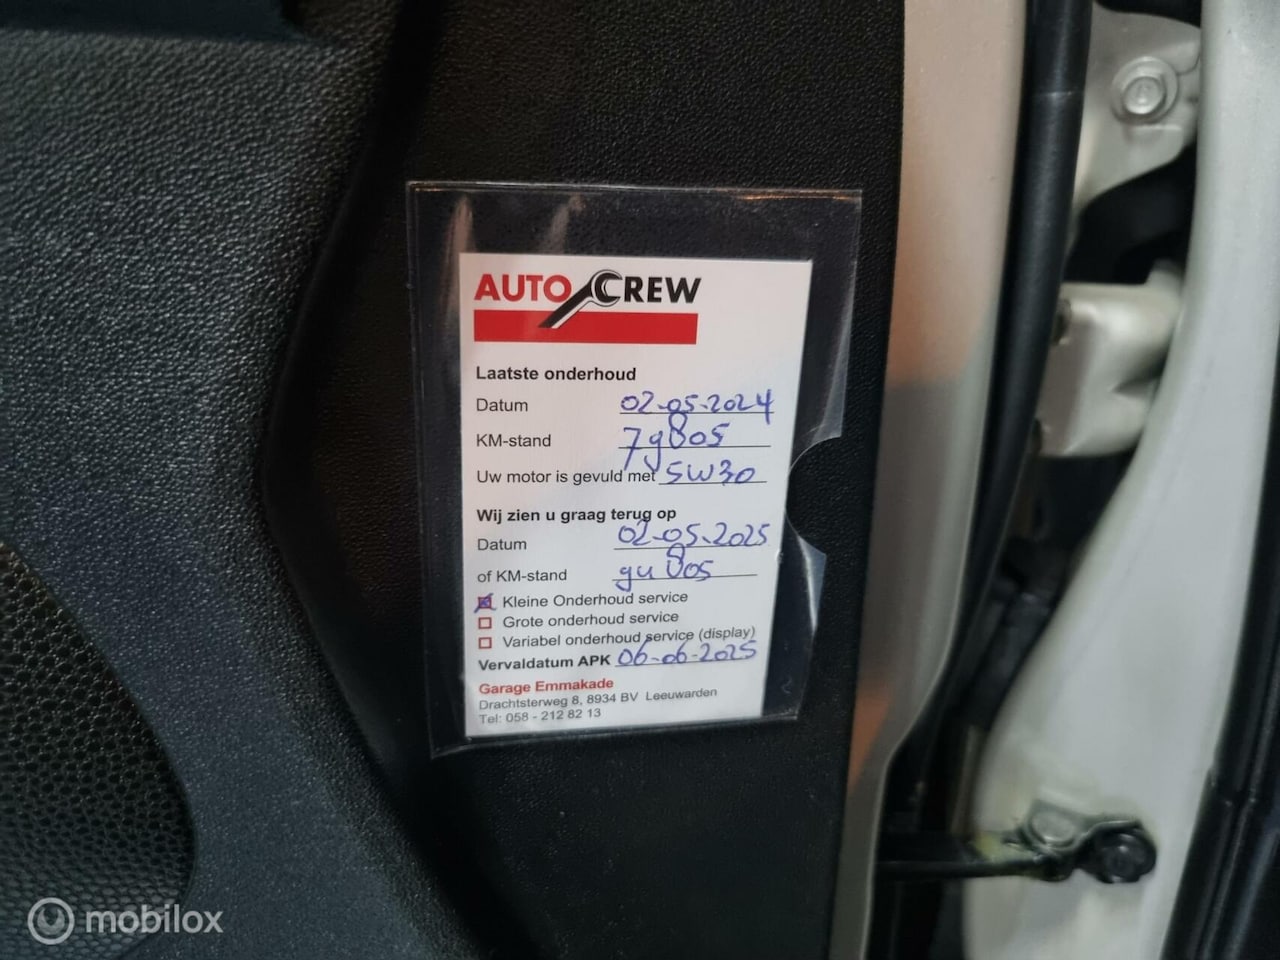 AUTO CREW
Laatste onderhoud
Datum 02-05-2024
KM-stand 79805
Uw motor is gevuld met 5W30
Wij zien u graag terug op
Datum 02-05-2025
of KM-stand 94805
Kleine Onderhoud service
Grote onderhoud service
Variabel onderhoud service (display)
Vervaldatum APK 06-06-2025
Garage Emmakade
Drachtsterweg 8, 8934 BV Leeuwarden
Tel: 058 - 212 82 13
mobilox